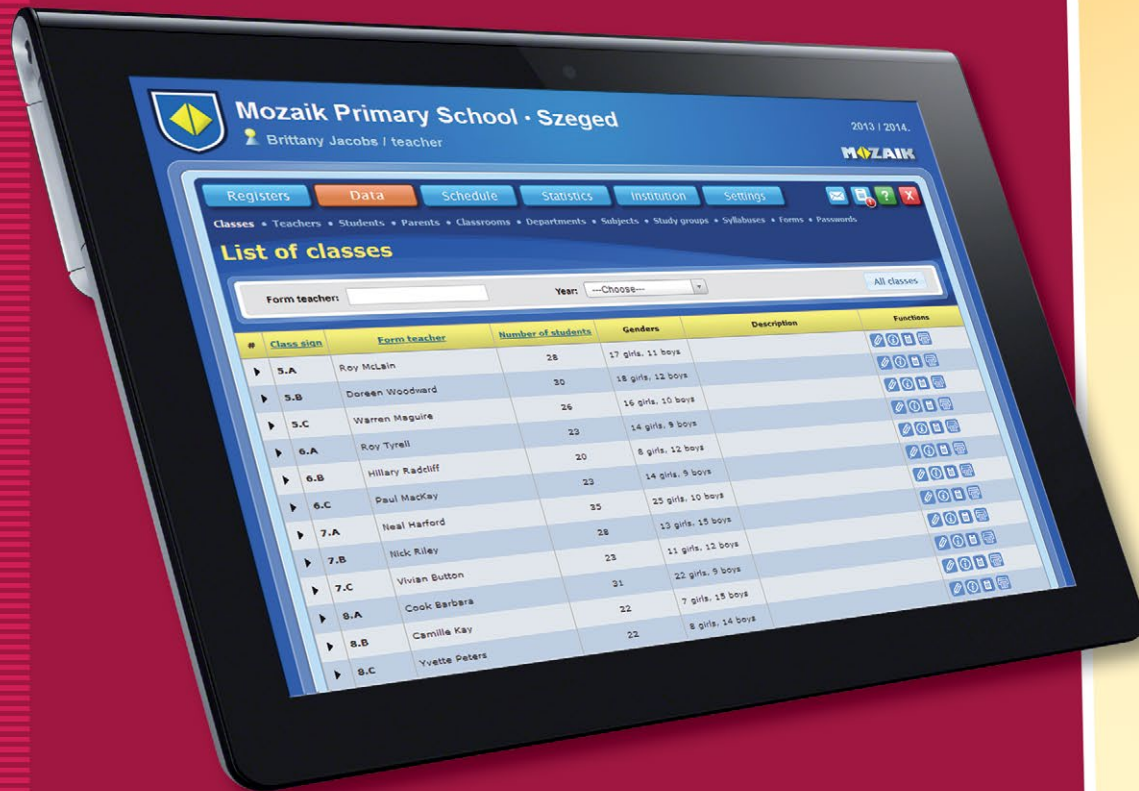 Mozaik Primary School · Szeged
2013 / 2014.
Brittany Jacobs / teacher
MOZAIK
Registers Data Schedule Statistics Institution Settings ? X
Classes • Teachers • Students • Parents • Classrooms • Departments • Subjects • Study groups • Syllabuses • Forms • Passwords
List of classes
Form teacher: Year: ---Choose--- All classes
# Class sign Form teacher Number of students Genders Description Functions
5.A Roy McLain 28 17 girls, 11 boys
5.B Doreen Woodward 30 18 girls, 12 boys
5.C Warren Maguire 26 16 girls, 10 boys
6.A Roy Tyrell 23 14 girls, 9 boys
6.B Hillary Radcliff 20 8 girls, 12 boys
6.C Paul MacKay 23 14 girls, 9 boys
7.A Neal Harford 35 25 girls, 10 boys
7.B Nick Riley 28 13 girls, 15 boys
7.C Vivian Button 23 11 girls, 12 boys
8.A Cook Barbara 31 22 girls, 9 boys
8.B Camille Kay 22 7 girls, 15 boys
8.C Yvette Peters 22 8 girls, 14 boys